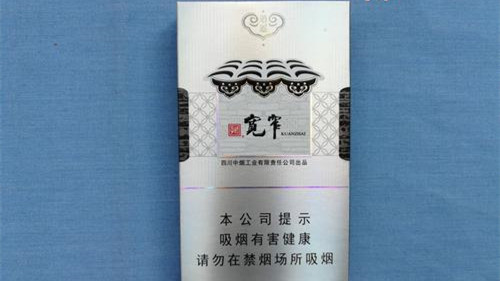 宽窄
KUANZHAI
四川中烟工业有限责任公司出品
本公司提示
吸烟有害健康
请勿在禁烟场所吸烟